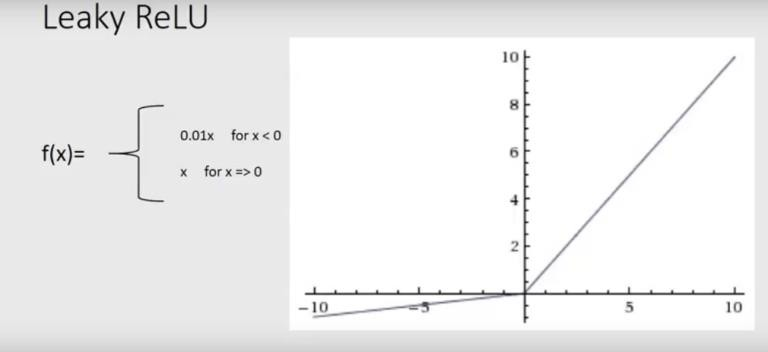 Leaky ReLU
f(x)=
0.01x for x < 0
x for x => 0
10
8
6
4
2
−10 −5 5 10